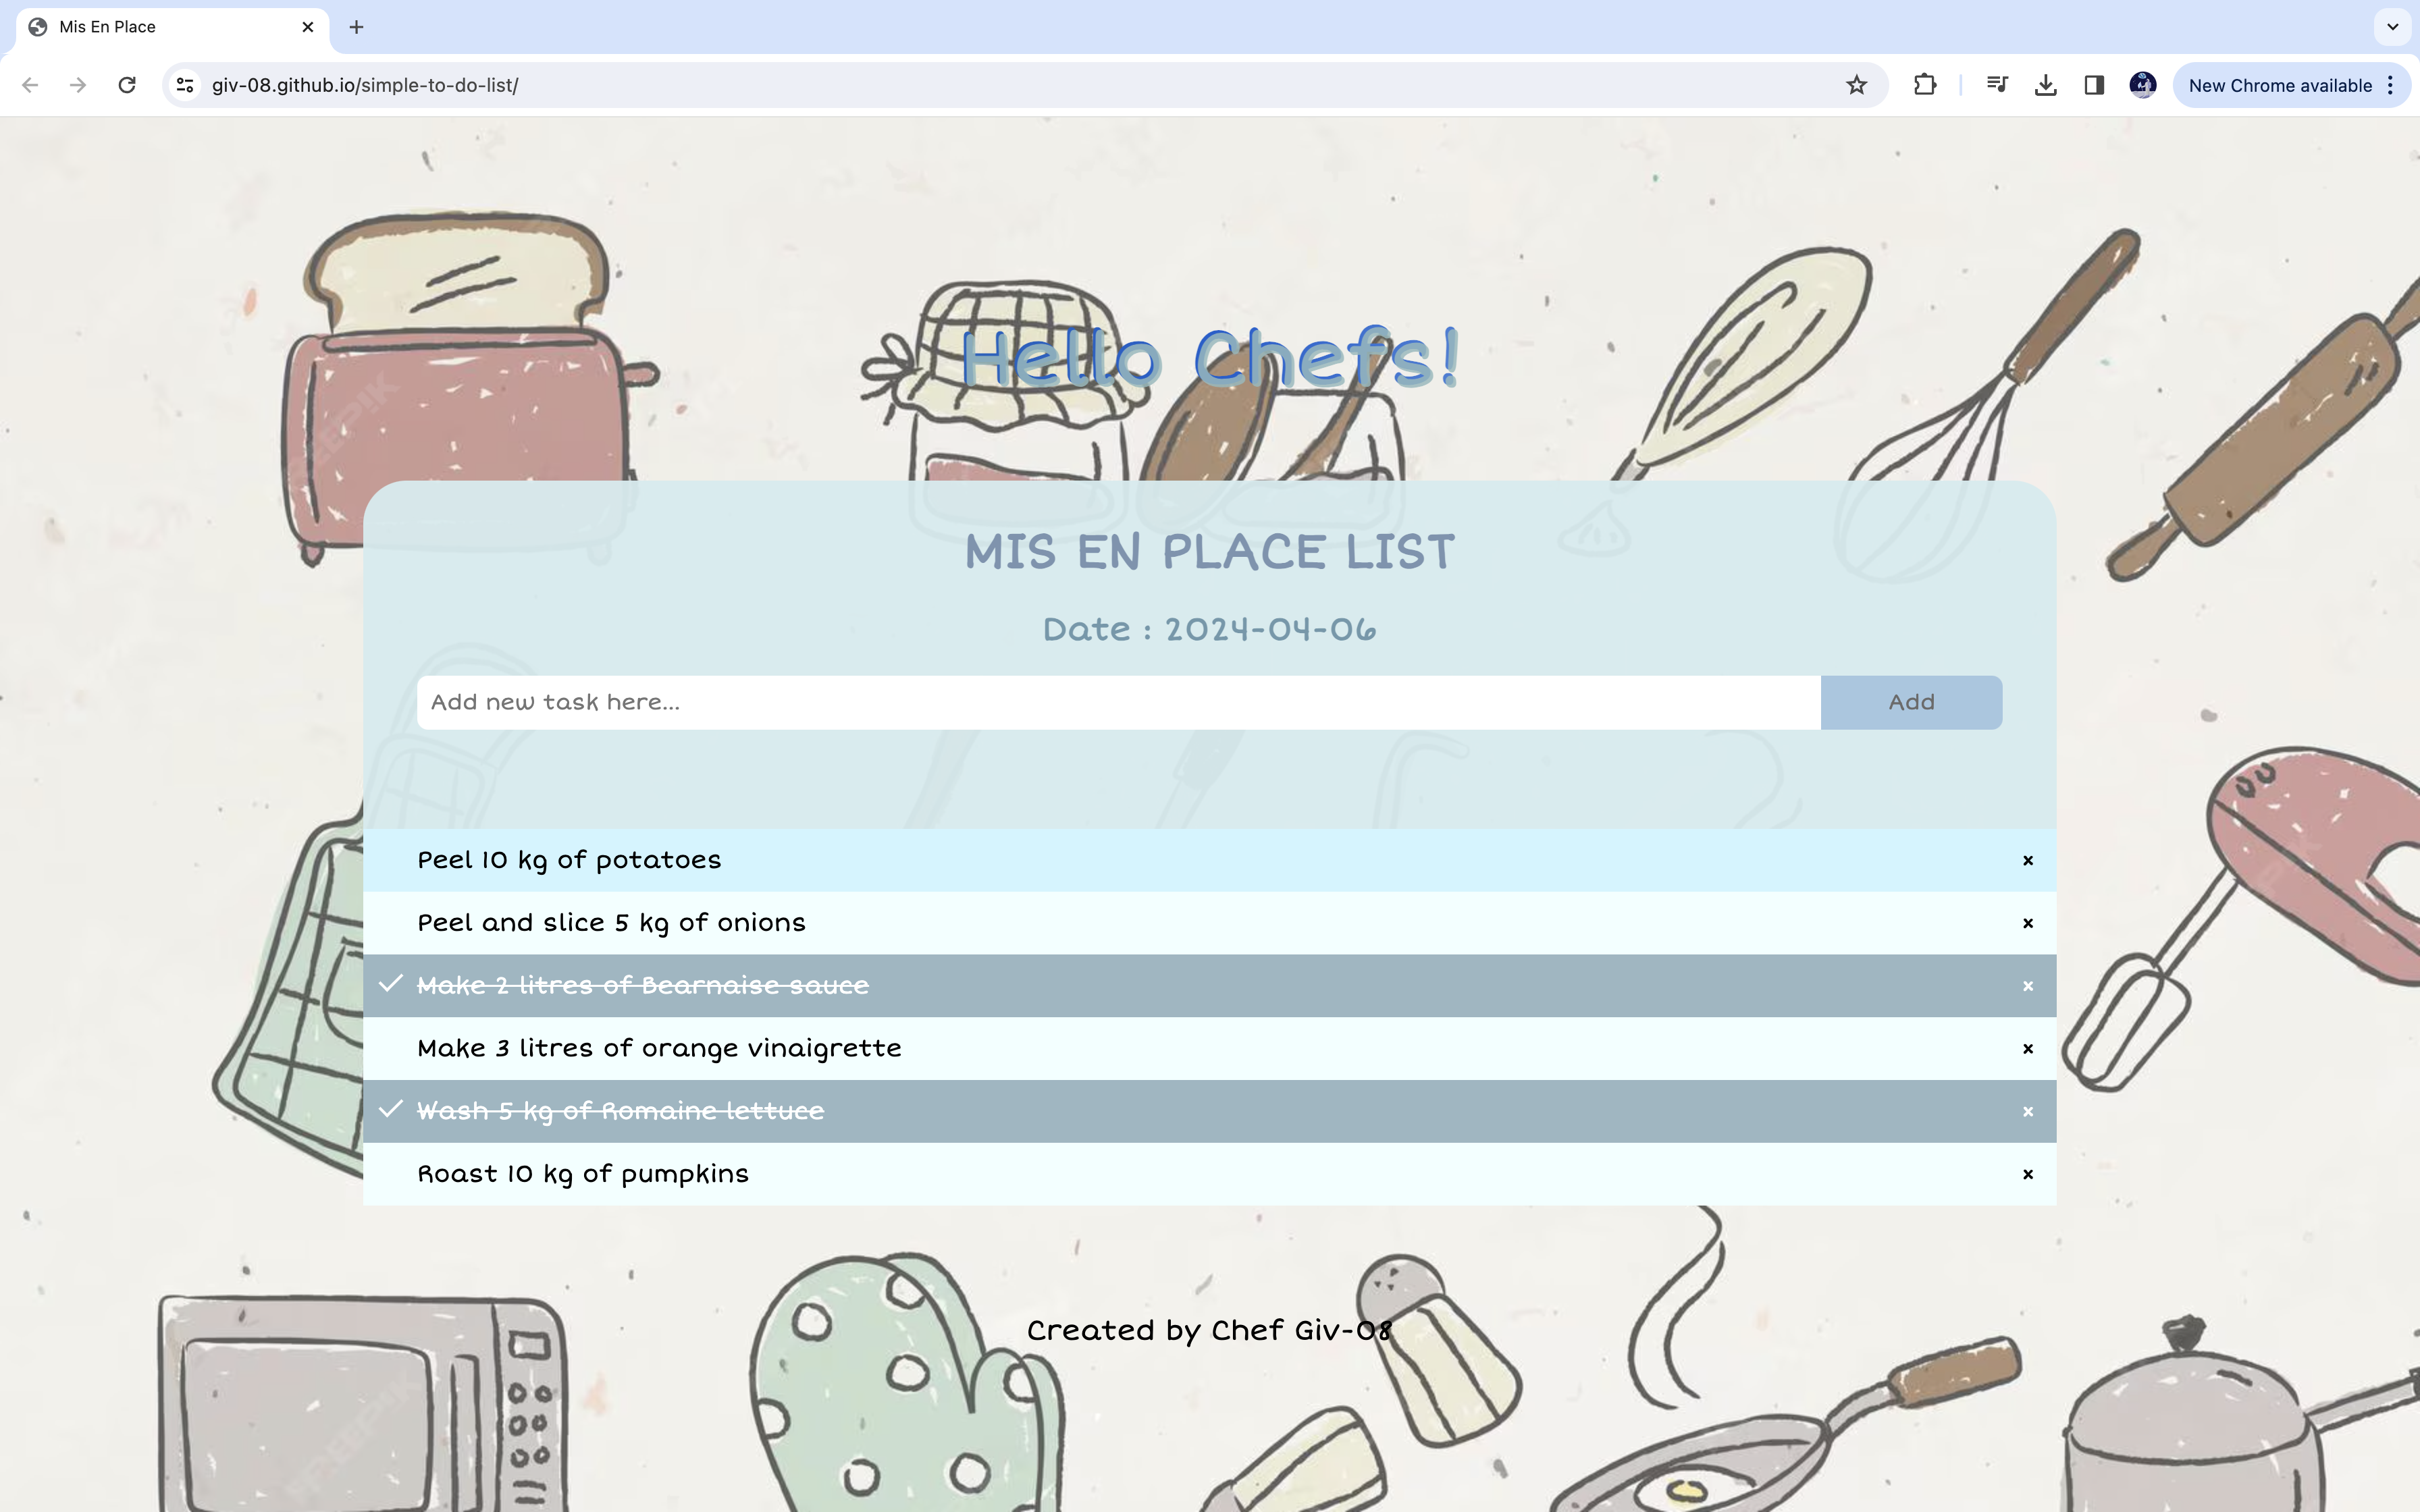 Mis En Place
giv-08.github.io/simple-to-do-list/
New Chrome available
Hello Chefs!
MIS EN PLACE LIST
Date : 2024-04-06
Add new task here...
Add
Peel 10 kg of potatoes
Peel and slice 5 kg of onions
Make 2 litres of Bearnaise sauce
Make 3 litres of orange vinaigrette
Wash 5 kg of Romaine lettuce
Roast 10 kg of pumpkins
Created by Chef Giv-08